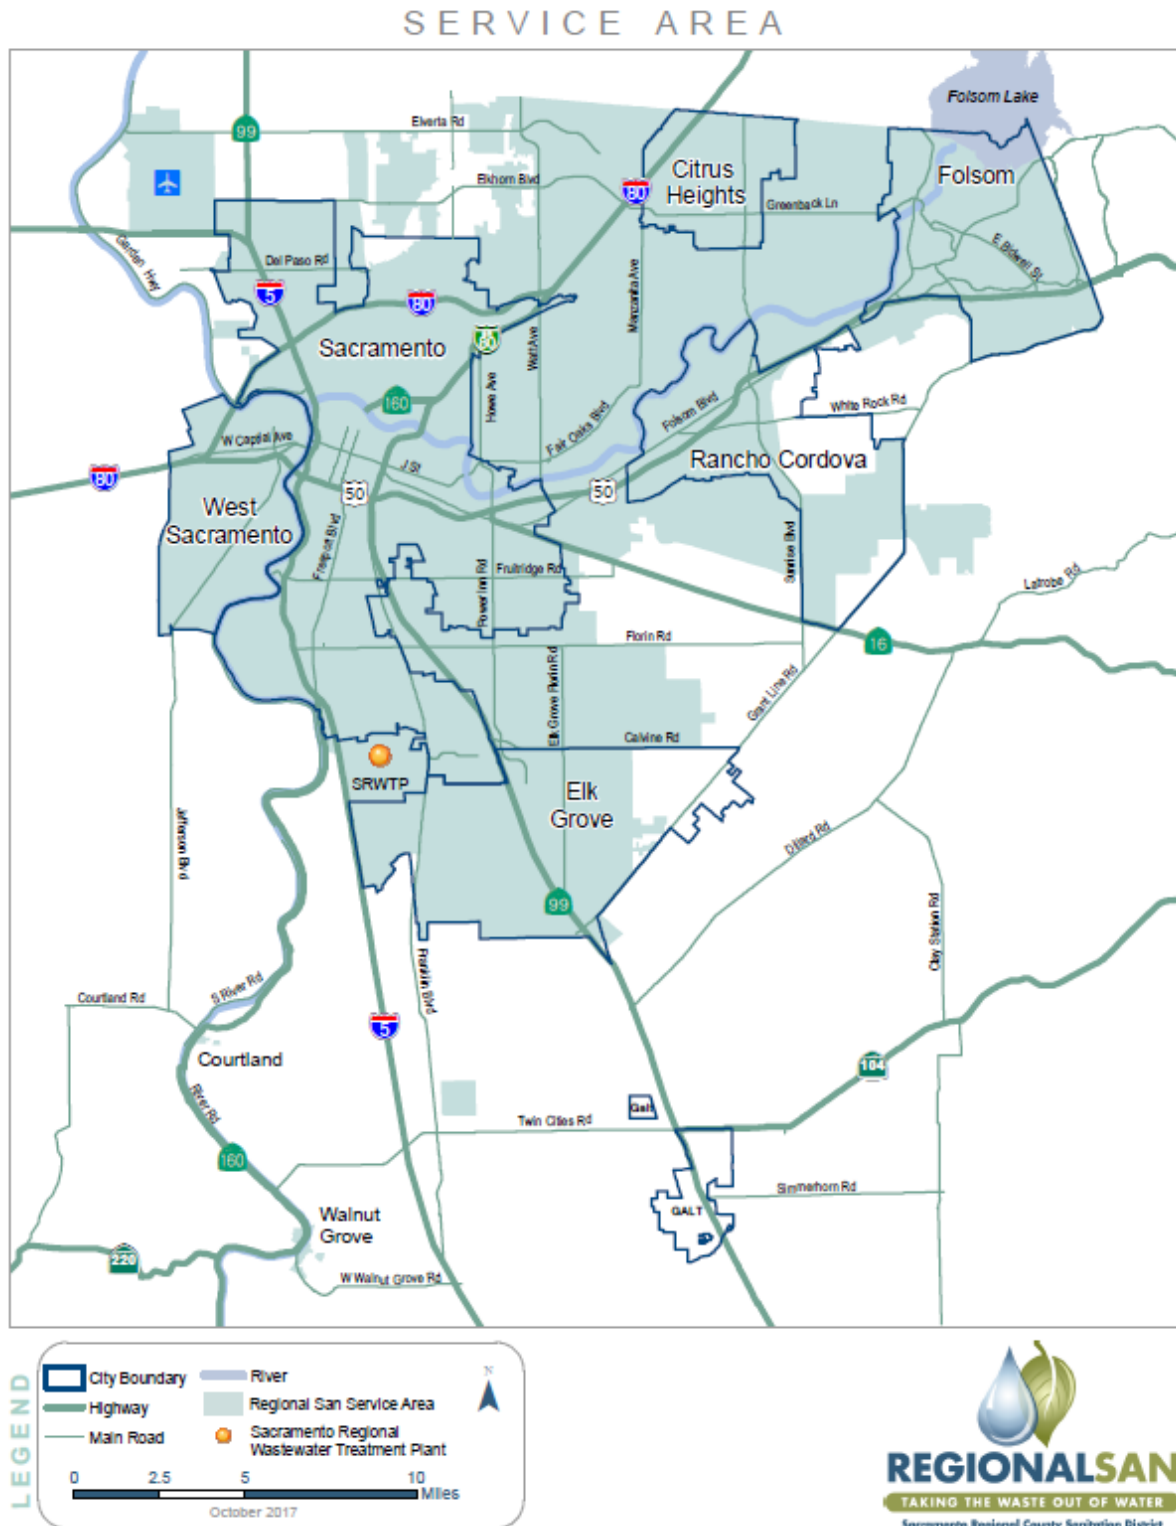 SERVICE AREA
Folsom Lake
99
Elverta Rd
Citrus
Heights
Folsom
Elkhorn Blvd
80
Greenback Ln
Garden Hwy
Del Paso Rd
E Bidwell St
5
80
Manzanita Ave
Sacramento
80
Watt Ave
160
Howe Ave
Fair Oaks Blvd
Folsom Blvd
White Rock Rd
W Captial Ave
J St
Rancho Cordova
80
50
50
West
Sacramento
Freeport Blvd
Sunrise Blvd
Power Inn Rd
Fruitridge Rd
Latrobe Rd
Florin Rd
16
Elk Grove Florin Rd
Grant Line Rd
Calvine Rd
SRWTP
Elk
Grove
Jefferson Blvd
Dillard Rd
99
Clay Station Rd
Franklin Blvd
Courtland Rd
S River Rd
5
Courtland
104
River Rd
Galt
Twin Cities Rd
160
Simmerhorn Rd
GALT
Walnut
Grove
220
W Walnut Grove Rd
LEGEND
City Boundary
River
N
Highway
Regional San Service Area
Main Road
Sacramento Regional
Wastewater Treatment Plant
0 2.5 5 10
Miles
October 2017
REGIONALSAN
TAKING THE WASTE OUT OF WATER
Sacramento Regional County Sanitation District